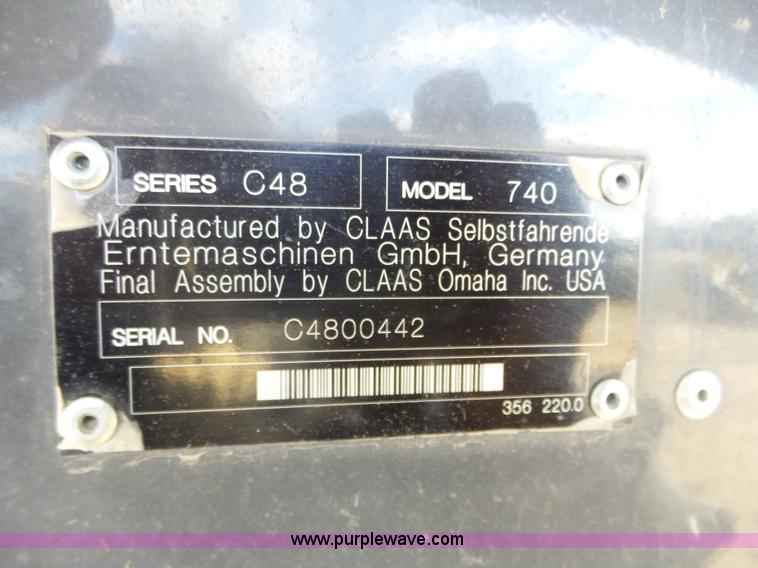 SERIES C48 MODEL 740
Manufactured by CLAAS Selbstfahrende
Erntemaschinen GmbH, Germany
Final Assembly by CLAAS Omaha Inc. USA
SERIAL NO. C4800442
356 220.0
www.purplewave.com